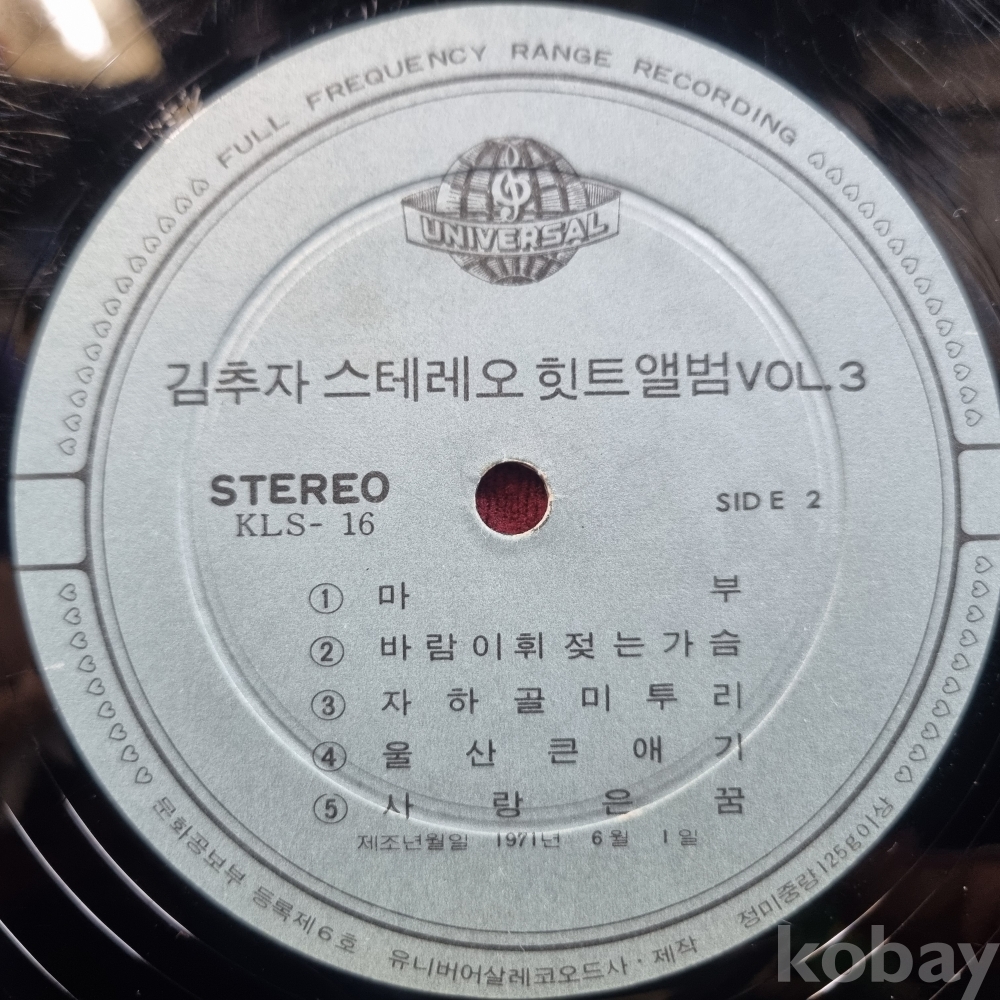 FULL FREQUENCY RANGE RECORDING
UNIVERSAL
김추자 스테레오 힛트앨범 VOL.3
STEREO
KLS- 16
SIDE 2
① 마부
② 바람이휘젖는가슴
③ 자하골미투리
④ 울산큰애기
⑤ 사랑은꿈
제조년월일 1971년 6월 1일
문화공보부 등록제6호 유니버어살레코오드사·제작 정미중량125g이상
kobay